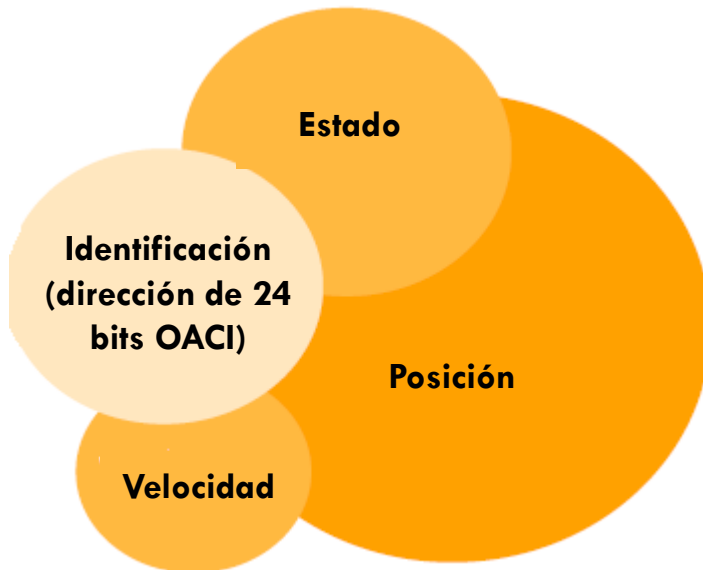 Estado
Identificación
(dirección de 24
bits OACI)
Posición
Velocidad